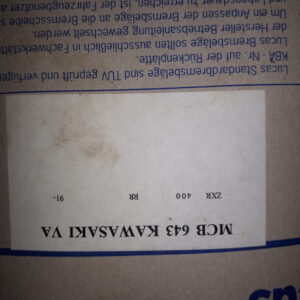 Lucas Standardbremsbeläge sind TÜV geprüft und verfügen
KBA- Nr. auf der Rückenplatte.
Lucas Bremsbeläge sollten ausschließlich in Fachwerkstätt
der Hersteller Betriebsanleitung gewechselt werden.
Um ein Anpassen der Bremsbeläge an die Bremsscheibe
zu erreichen, ist der Fahrzeugbenutzer a
MCB 643 KAWASAKI VA
ZXR 400 RR 91-